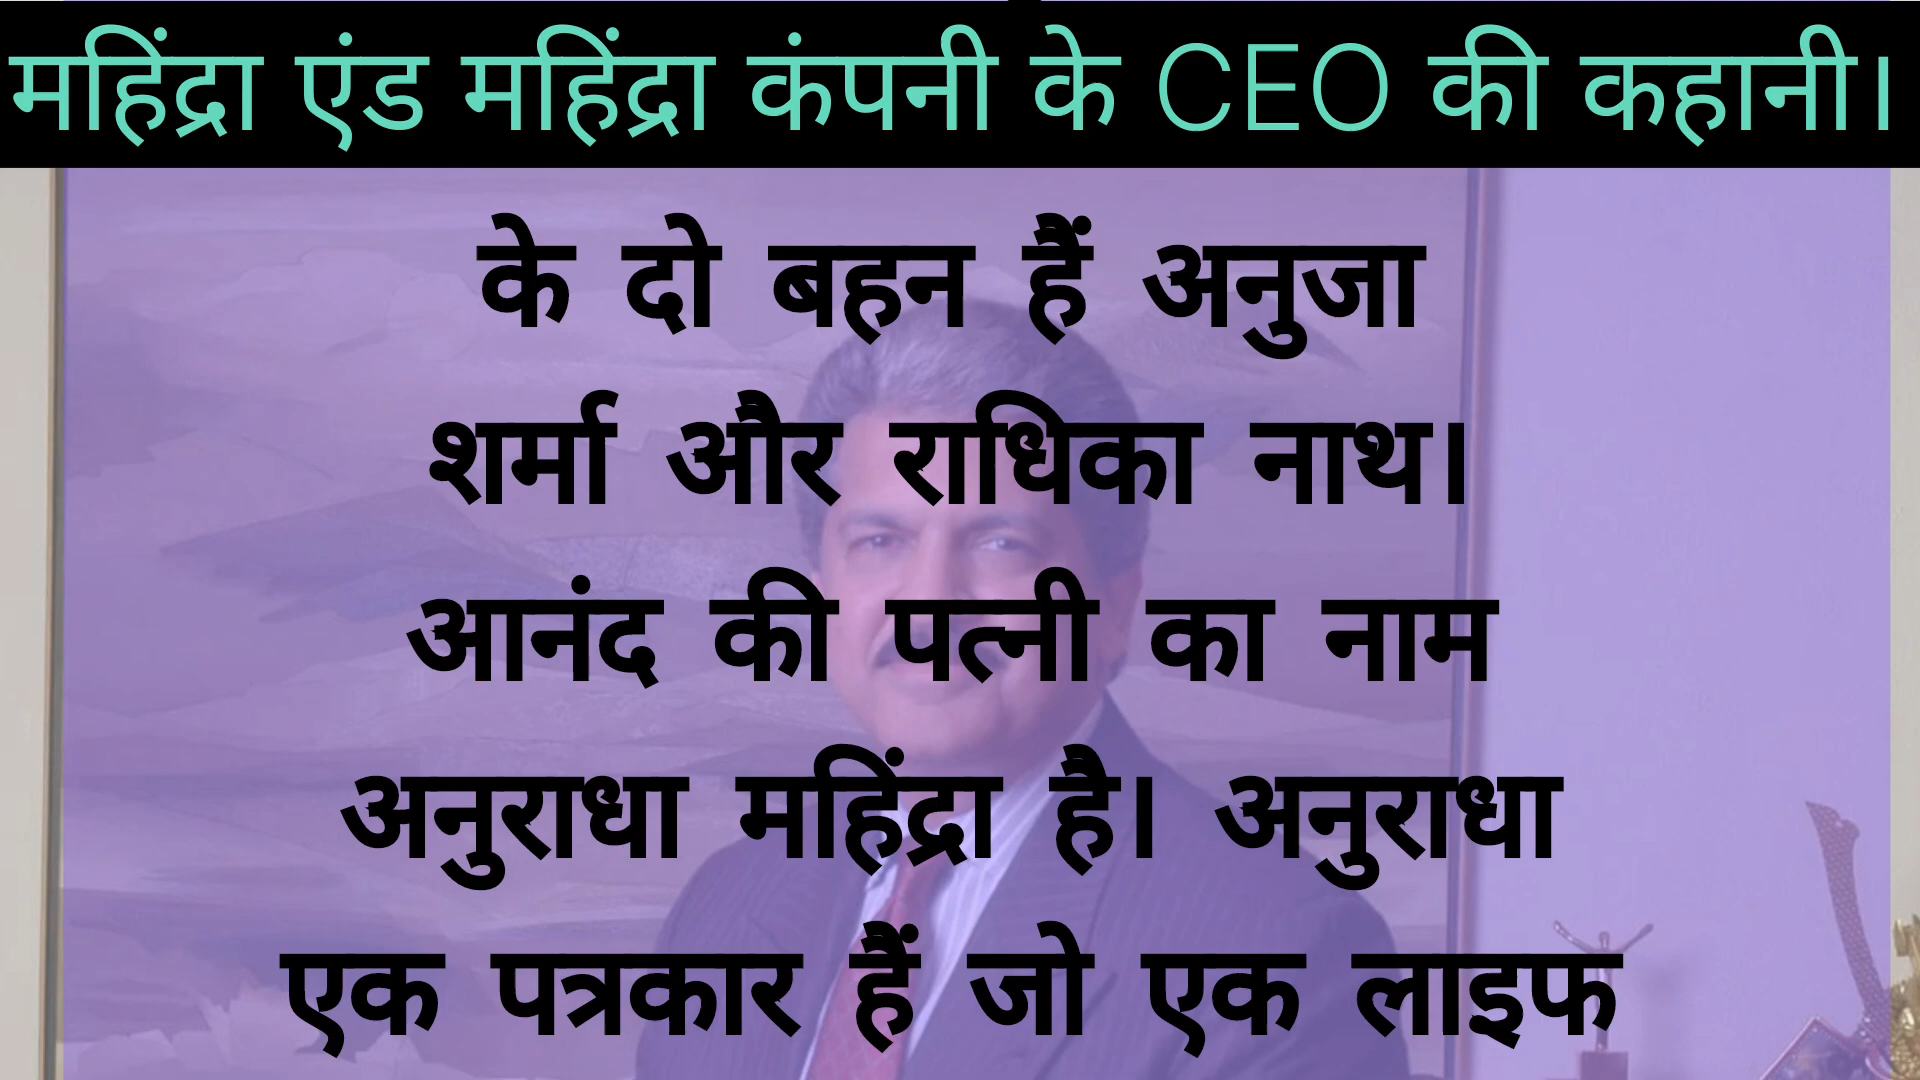 महिंद्रा एंड महिंद्रा कंपनी के CEO की कहानी।
के दो बहन हैं अनुजा
शर्मा और राधिका नाथ।
आनंद की पत्नी का नाम
अनुराधा महिंद्रा है। अनुराधा
एक पत्रकार हैं जो एक लाइफ